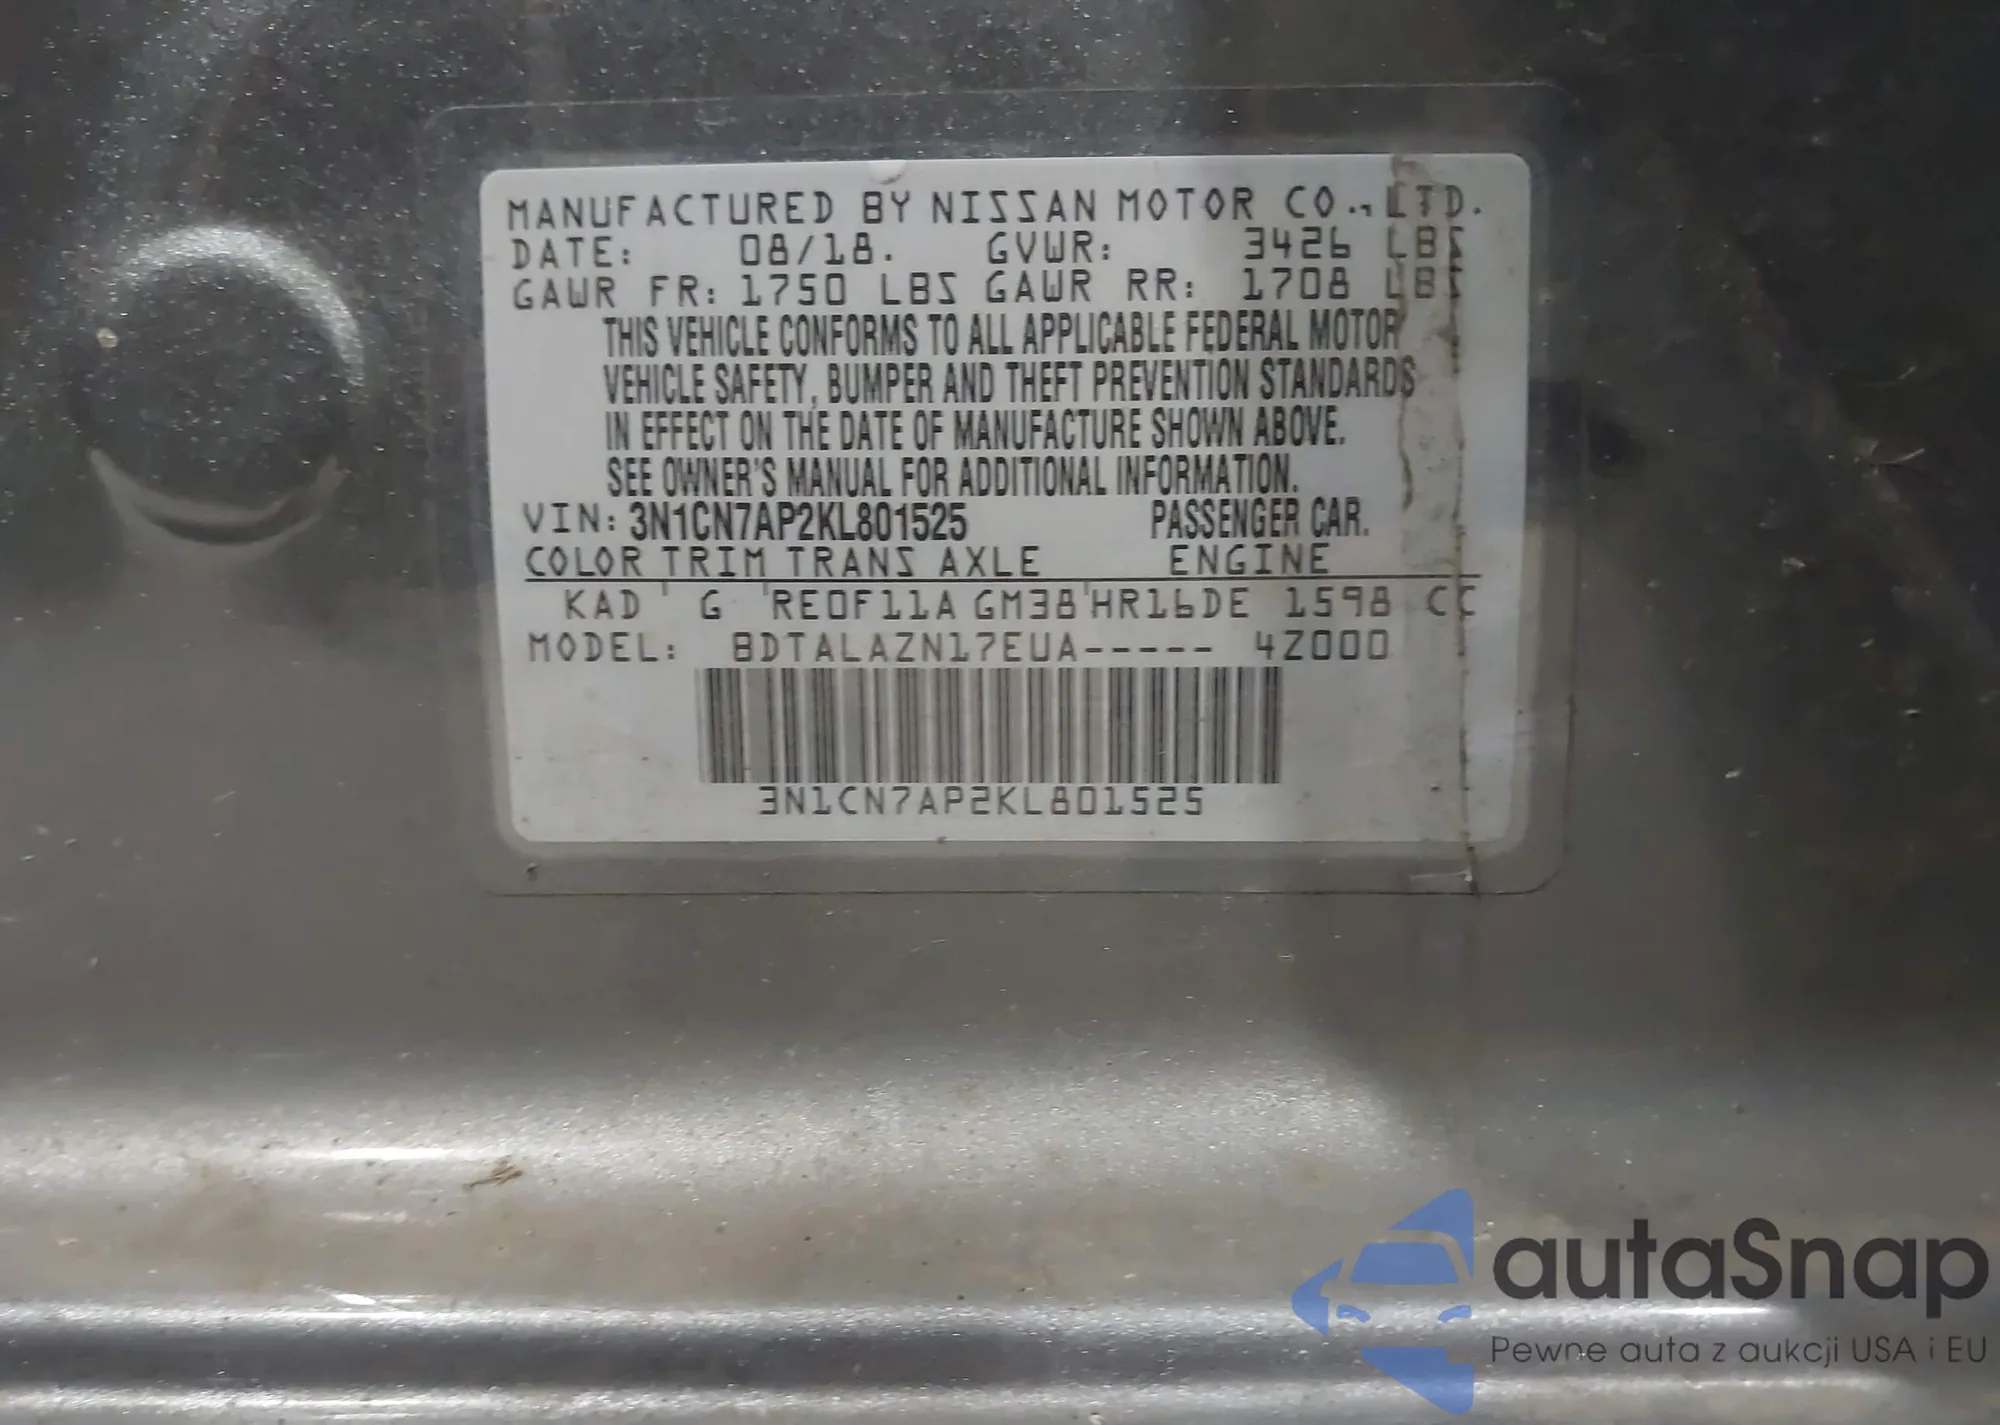 MANUFACTURED BY NISSAN MOTOR CO., LTD.
DATE: 08/18. GVWR: 3426 LBS
GAWR FR: 1750 LBS GAWR RR: 1708 LBS
THIS VEHICLE CONFORMS TO ALL APPLICABLE FEDERAL MOTOR
VEHICLE SAFETY, BUMPER AND THEFT PREVENTION STANDARDS
IN EFFECT ON THE DATE OF MANUFACTURE SHOWN ABOVE.
SEE OWNER'S MANUAL FOR ADDITIONAL INFORMATION.
VIN: 3N1CN7AP2KL801525 PASSENGER CAR.
COLOR TRIM TRANS AXLE ENGINE
KAD G RE0F11A GM38 HR16DE 1598 CC
MODEL: BDTALAZN17EUA----- 4Z000
3N1CN7AP2KL801525
autaSnap
Pewne auta z aukcji USA i EU